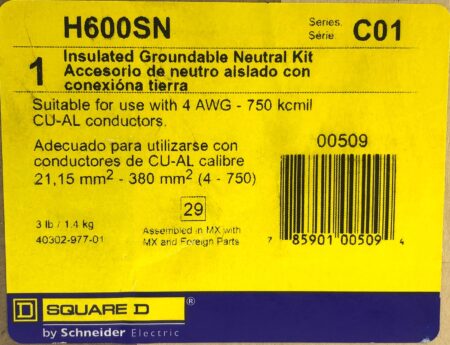 H600SN
Series.
Série:
C01
1
Insulated Groundable Neutral Kit
Accesorio de neutro aislado con
conexióna tierra
Suitable for use with 4 AWG - 750 kcmil
CU-AL conductors.
Adecuado para utilizarse con
conductores de CU-AL calibre
21,15 mm² - 380 mm² (4 - 750)
00509
29
3 lb / 1.4 kg
40302-977-01
Assembled in MX with
MX and Foreign Parts
7 85901 00509 4
D SQUARE D ®
by Schneider Electric